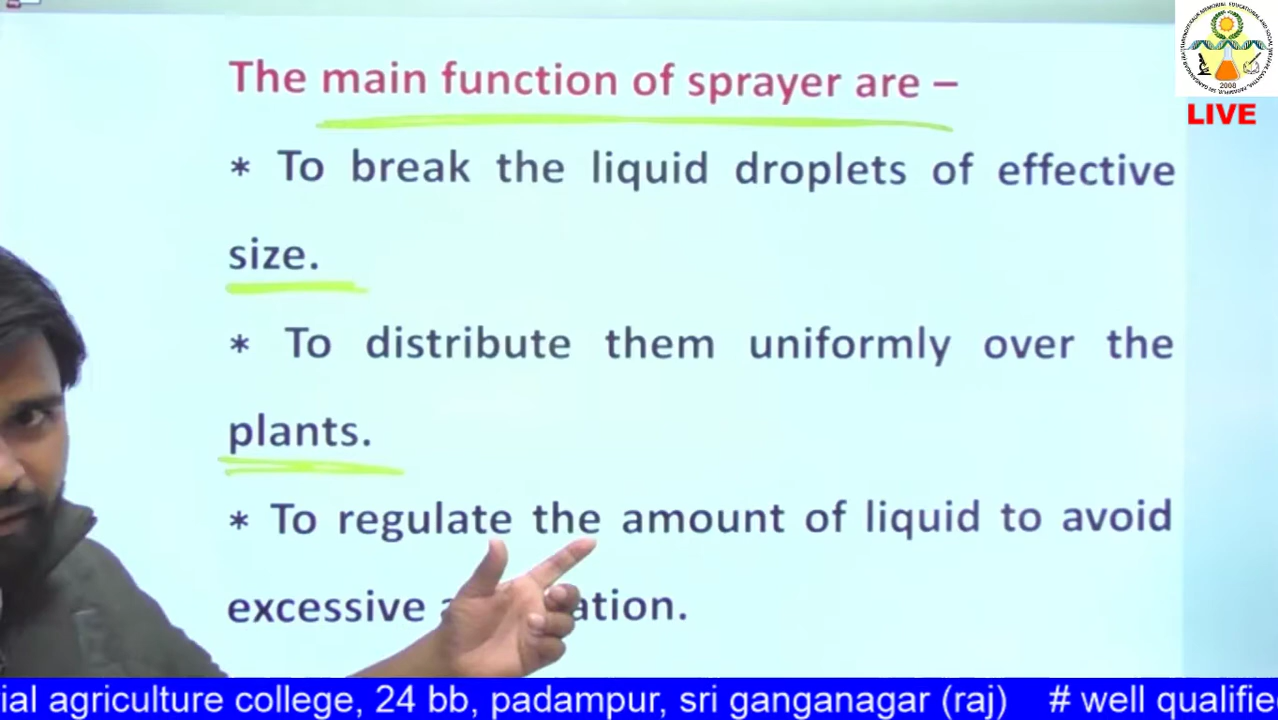 The main function of sprayer are –
* To break the liquid droplets of effective
size.
* To distribute them uniformly over the
plants.
* To regulate the amount of liquid to avoid
excessive ation.
2008
LIVE
ial agriculture college, 24 bb, padampur, sri ganganagar (raj) # well qualifie